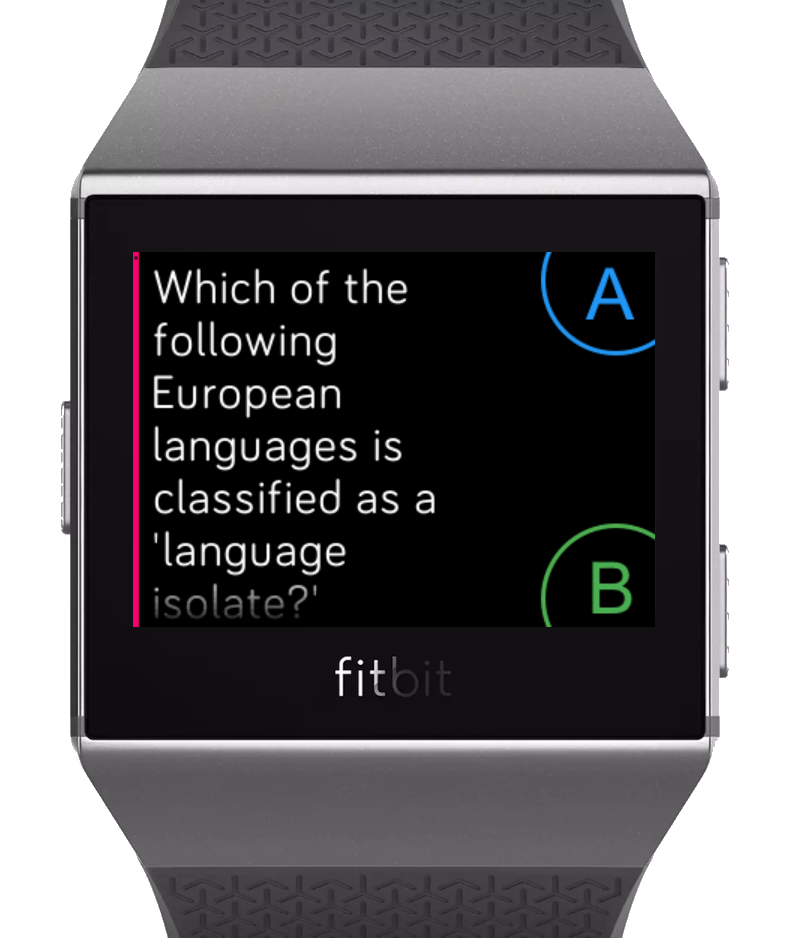 Which of the
following
European
languages is
classified as a
'language
isolate?'
A
B
fitbit